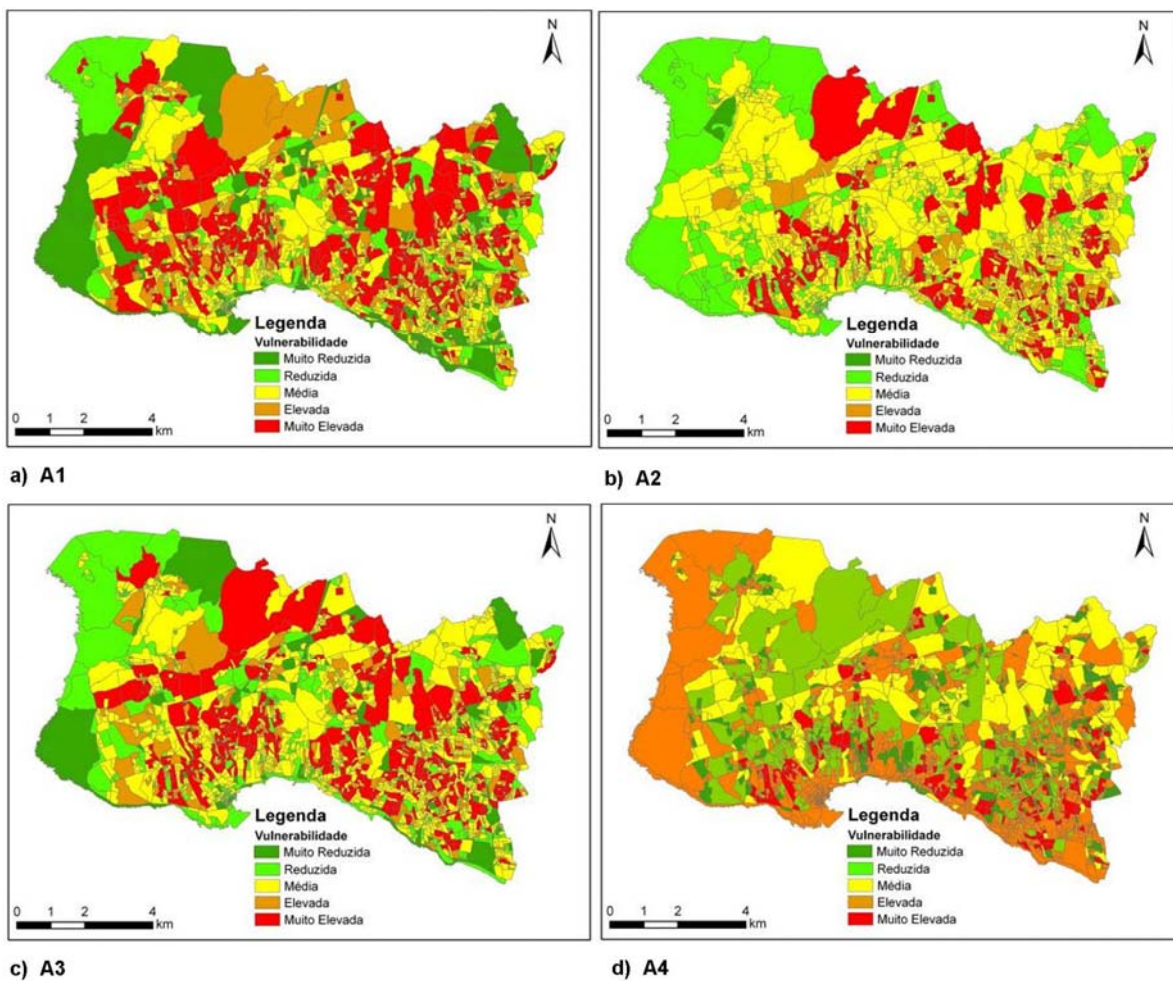 N
Legenda
Vulnerabilidade
Muito Reduzida
Reduzida
Média
Elevada
Muito Elevada
0 1 2 4
km
a) A1
N
Legenda
Vulnerabilidade
Muito Reduzida
Reduzida
Média
Elevada
Muito Elevada
0 1 2 4
km
b) A2
N
Legenda
Vulnerabilidade
Muito Reduzida
Reduzida
Média
Elevada
Muito Elevada
0 1 2 4
km
c) A3
N
Legenda
Vulnerabilidade
Muito Reduzida
Reduzida
Média
Elevada
Muito Elevada
0 1 2 4
km
d) A4